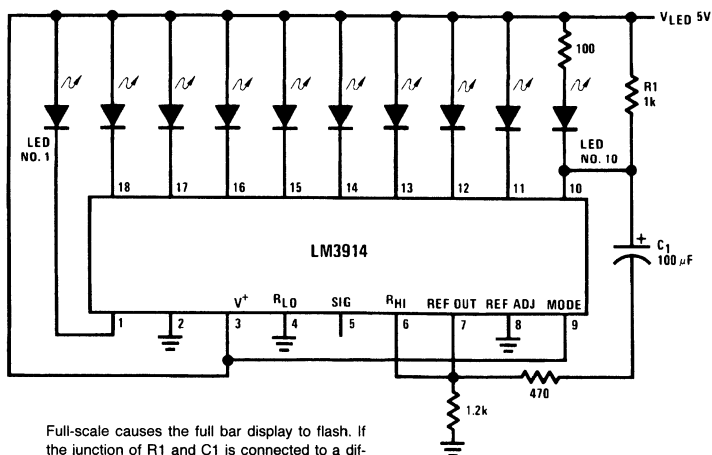 VLED 5V
100
R1
1k
LED
NO. 1
LED
NO. 10
18 17 16 15 14 13 12 11 10
LM3914
+
C1
100 µF
V+ RLO SIG RHI REF OUT REF ADJ MODE
1 2 3 4 5 6 7 8 9
470
1.2k
Full-scale causes the full bar display to flash. If
the junction of R1 and C1 is connected to a dif-